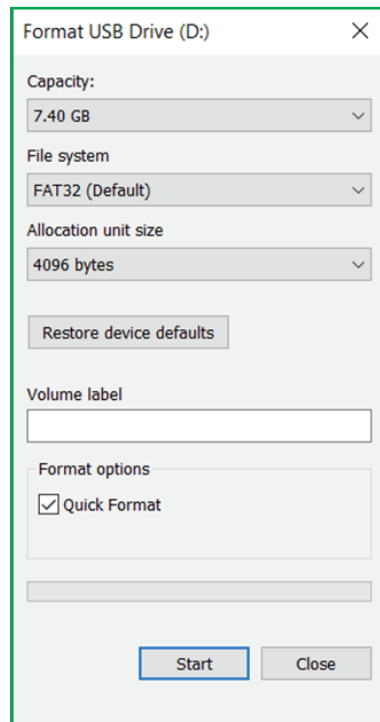 Format USB Drive (D:)
Capacity:
7.40 GB
File system
FAT32 (Default)
Allocation unit size
4096 bytes
Restore device defaults
Volume label
Format options
Quick Format
Start
Close